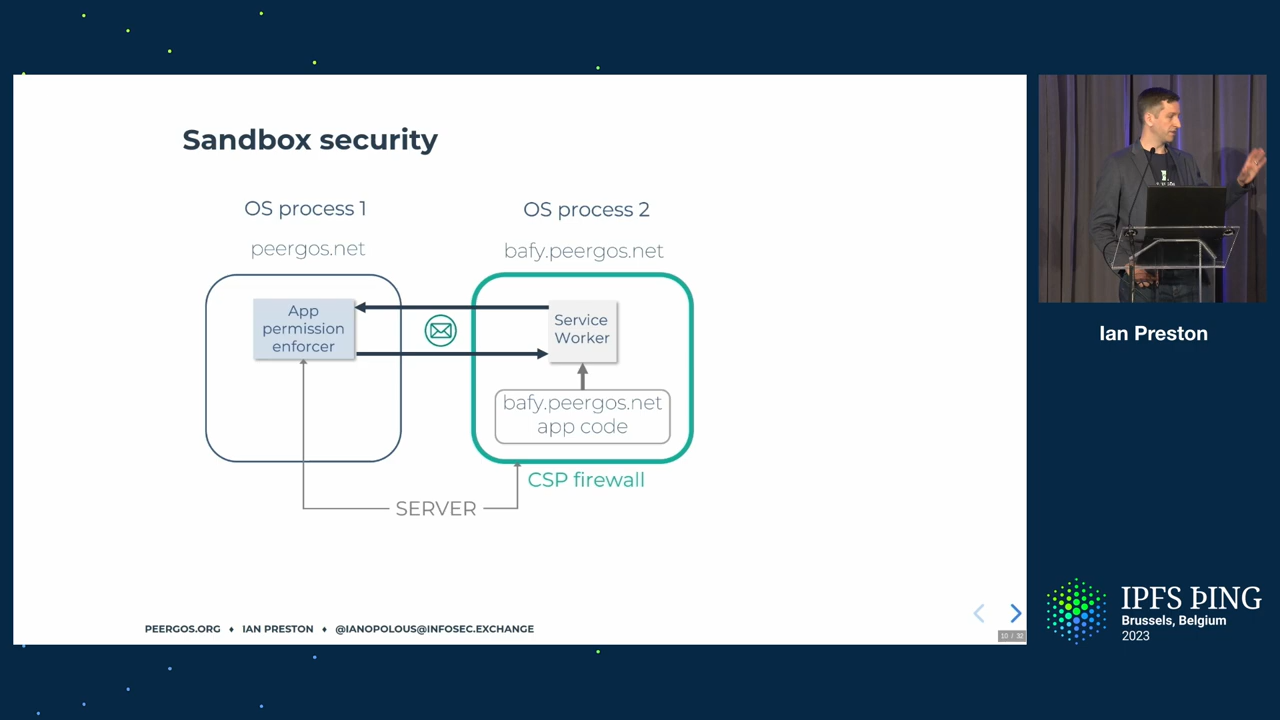 Sandbox security
OS process 1
OS process 2
peergos.net
bafy.peergos.net
App
permission
enforcer
Service
Worker
bafy.peergos.net
app code
CSP firewall
SERVER
PEERGOS.ORG ♦ IAN PRESTON ♦ @IANOPOLOUS@INFOSEC.EXCHANGE
10 / 32
Ian Preston
IPFS ÞING
Brussels, Belgium
2023